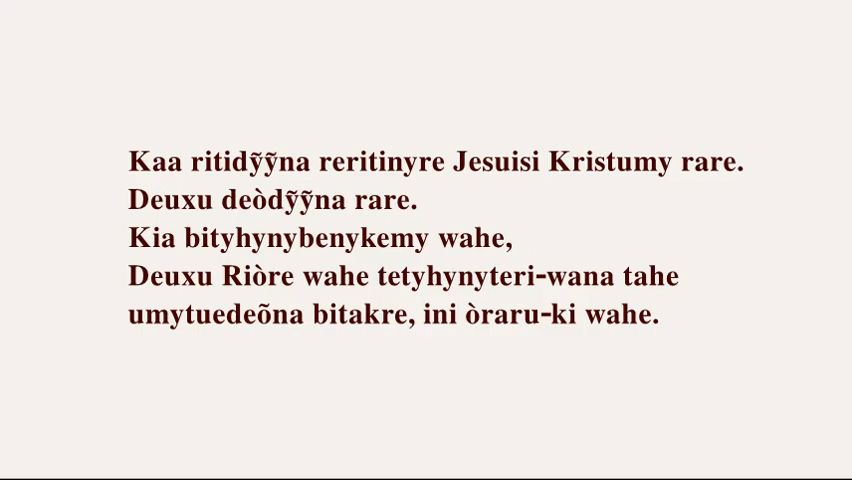 Kaa ritidỹỹna reritinyre Jesuisi Kristumy rare.
Deuxu deòdỹỹna rare.
Kia bityhynybenykemy wahe,
Deuxu Riòre wahe tetyhynyteri-wana tahe
umytuedeõna bitakre, ini òraru-ki wahe.